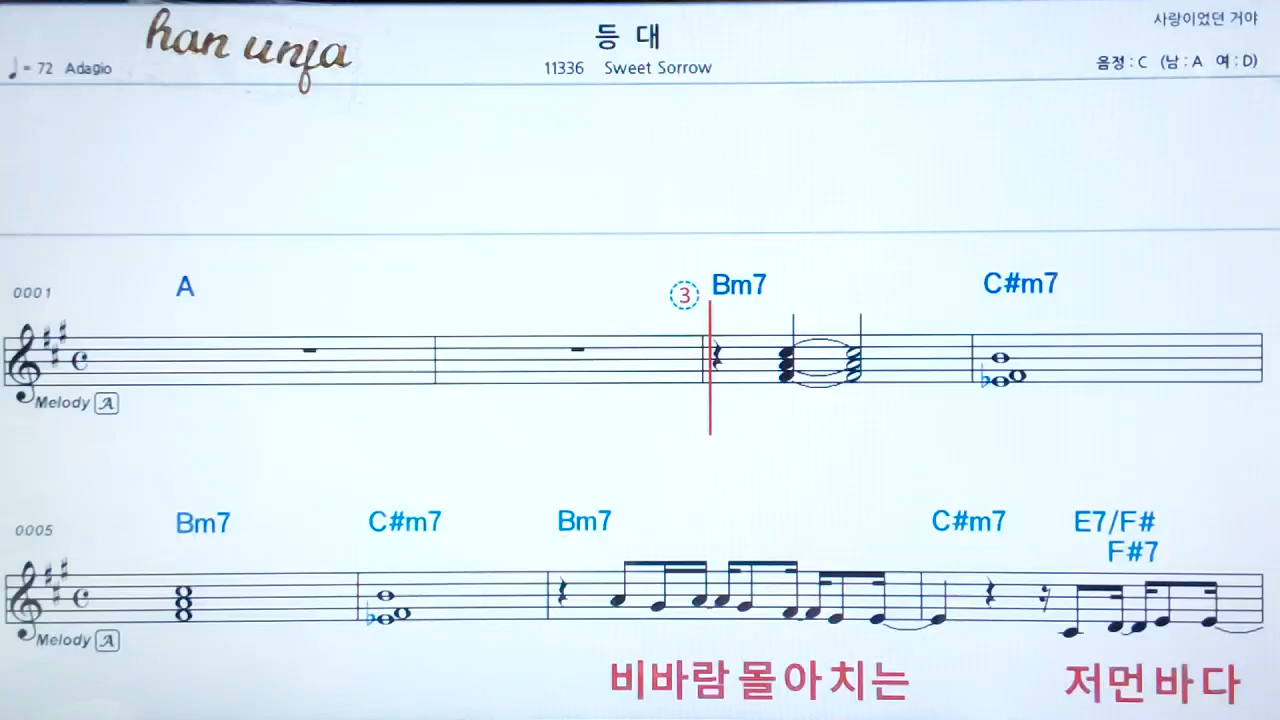 han unfa
등 대
사랑이었던 거야
♩= 72 Adagio
11336 Sweet Sorrow
음정 : C (남 : A 여 : D)
0001 A ③ Bm7 C#m7
Melody A
0005 Bm7 C#m7 Bm7 C#m7 E7/F#
F#7
Melody A
비바람 몰아치는 저먼바다